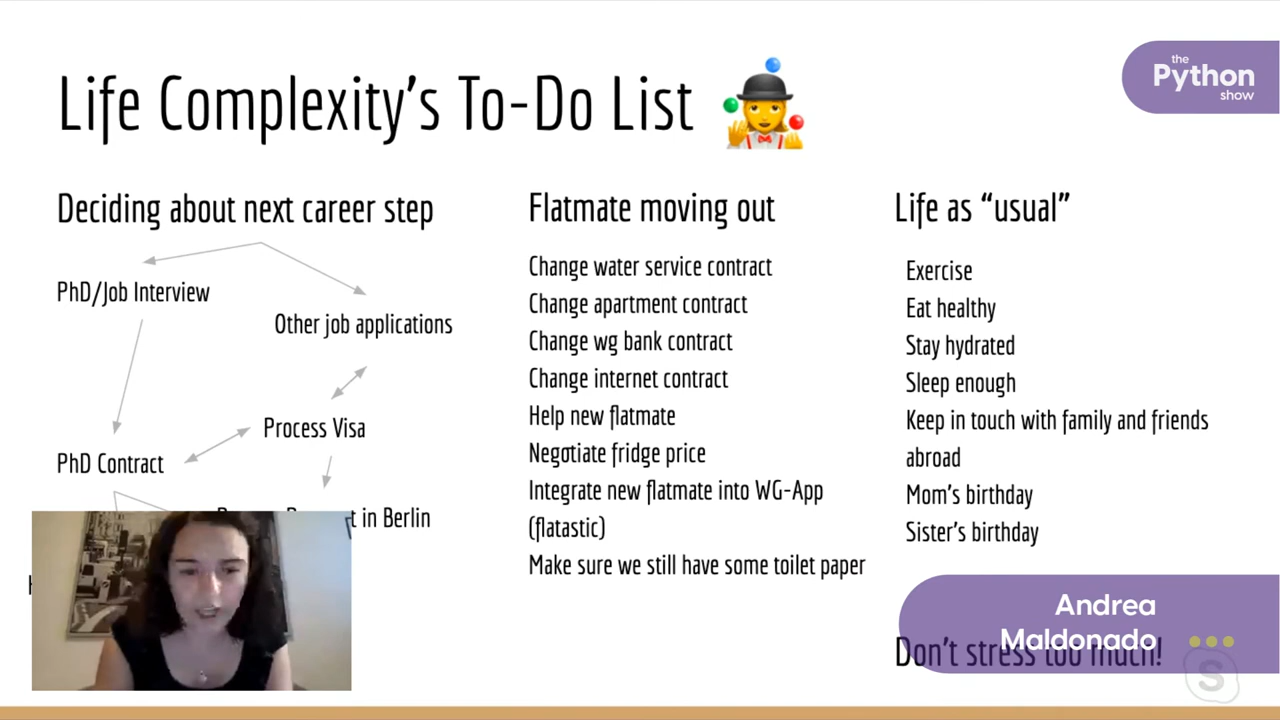 Life Complexity's To-Do List
the
Python
show
Deciding about next career step
PhD/Job Interview
Other job applications
Process Visa
PhD Contract
t in Berlin
Flatmate moving out
Change water service contract
Change apartment contract
Change wg bank contract
Change internet contract
Help new flatmate
Negotiate fridge price
Integrate new flatmate into WG-App
(flatastic)
Make sure we still have some toilet paper
Life as “usual”
Exercise
Eat healthy
Stay hydrated
Sleep enough
Keep in touch with family and friends
abroad
Mom's birthday
Sister's birthday
Andrea
Maldonado
Don't stress too much!
S